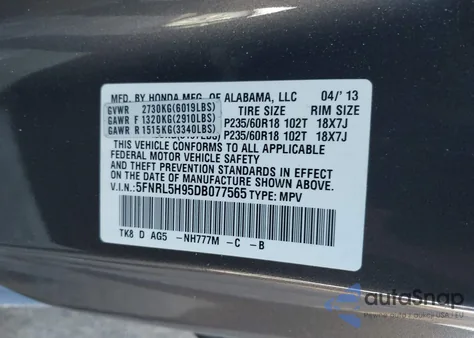 MFD. BY HONDA MFG. OF ALABAMA, LLC 04/'13
GVWR 2730KG(6019LBS) TIRE SIZE RIM SIZE
GAWR F 1320KG(2910LBS) P235/60R18 102T 18X7J
GAWR R 1515KG(3340LBS) P235/60R18 102T 18X7J
THIS VEHICLE CONFORMS TO ALL APPLICABLE
FEDERAL MOTOR VEHICLE SAFETY, BUMPER,
AND THEFT PREVENTION STANDARDS IN EFFECT ON
THE DATE OF MANUFACTURE SHOWN ABOVE.
V.I.N.: 5FNRL5H95DB077565 TYPE: MPV
TK8 D AG5 -NH777M -C -B
autoSnap